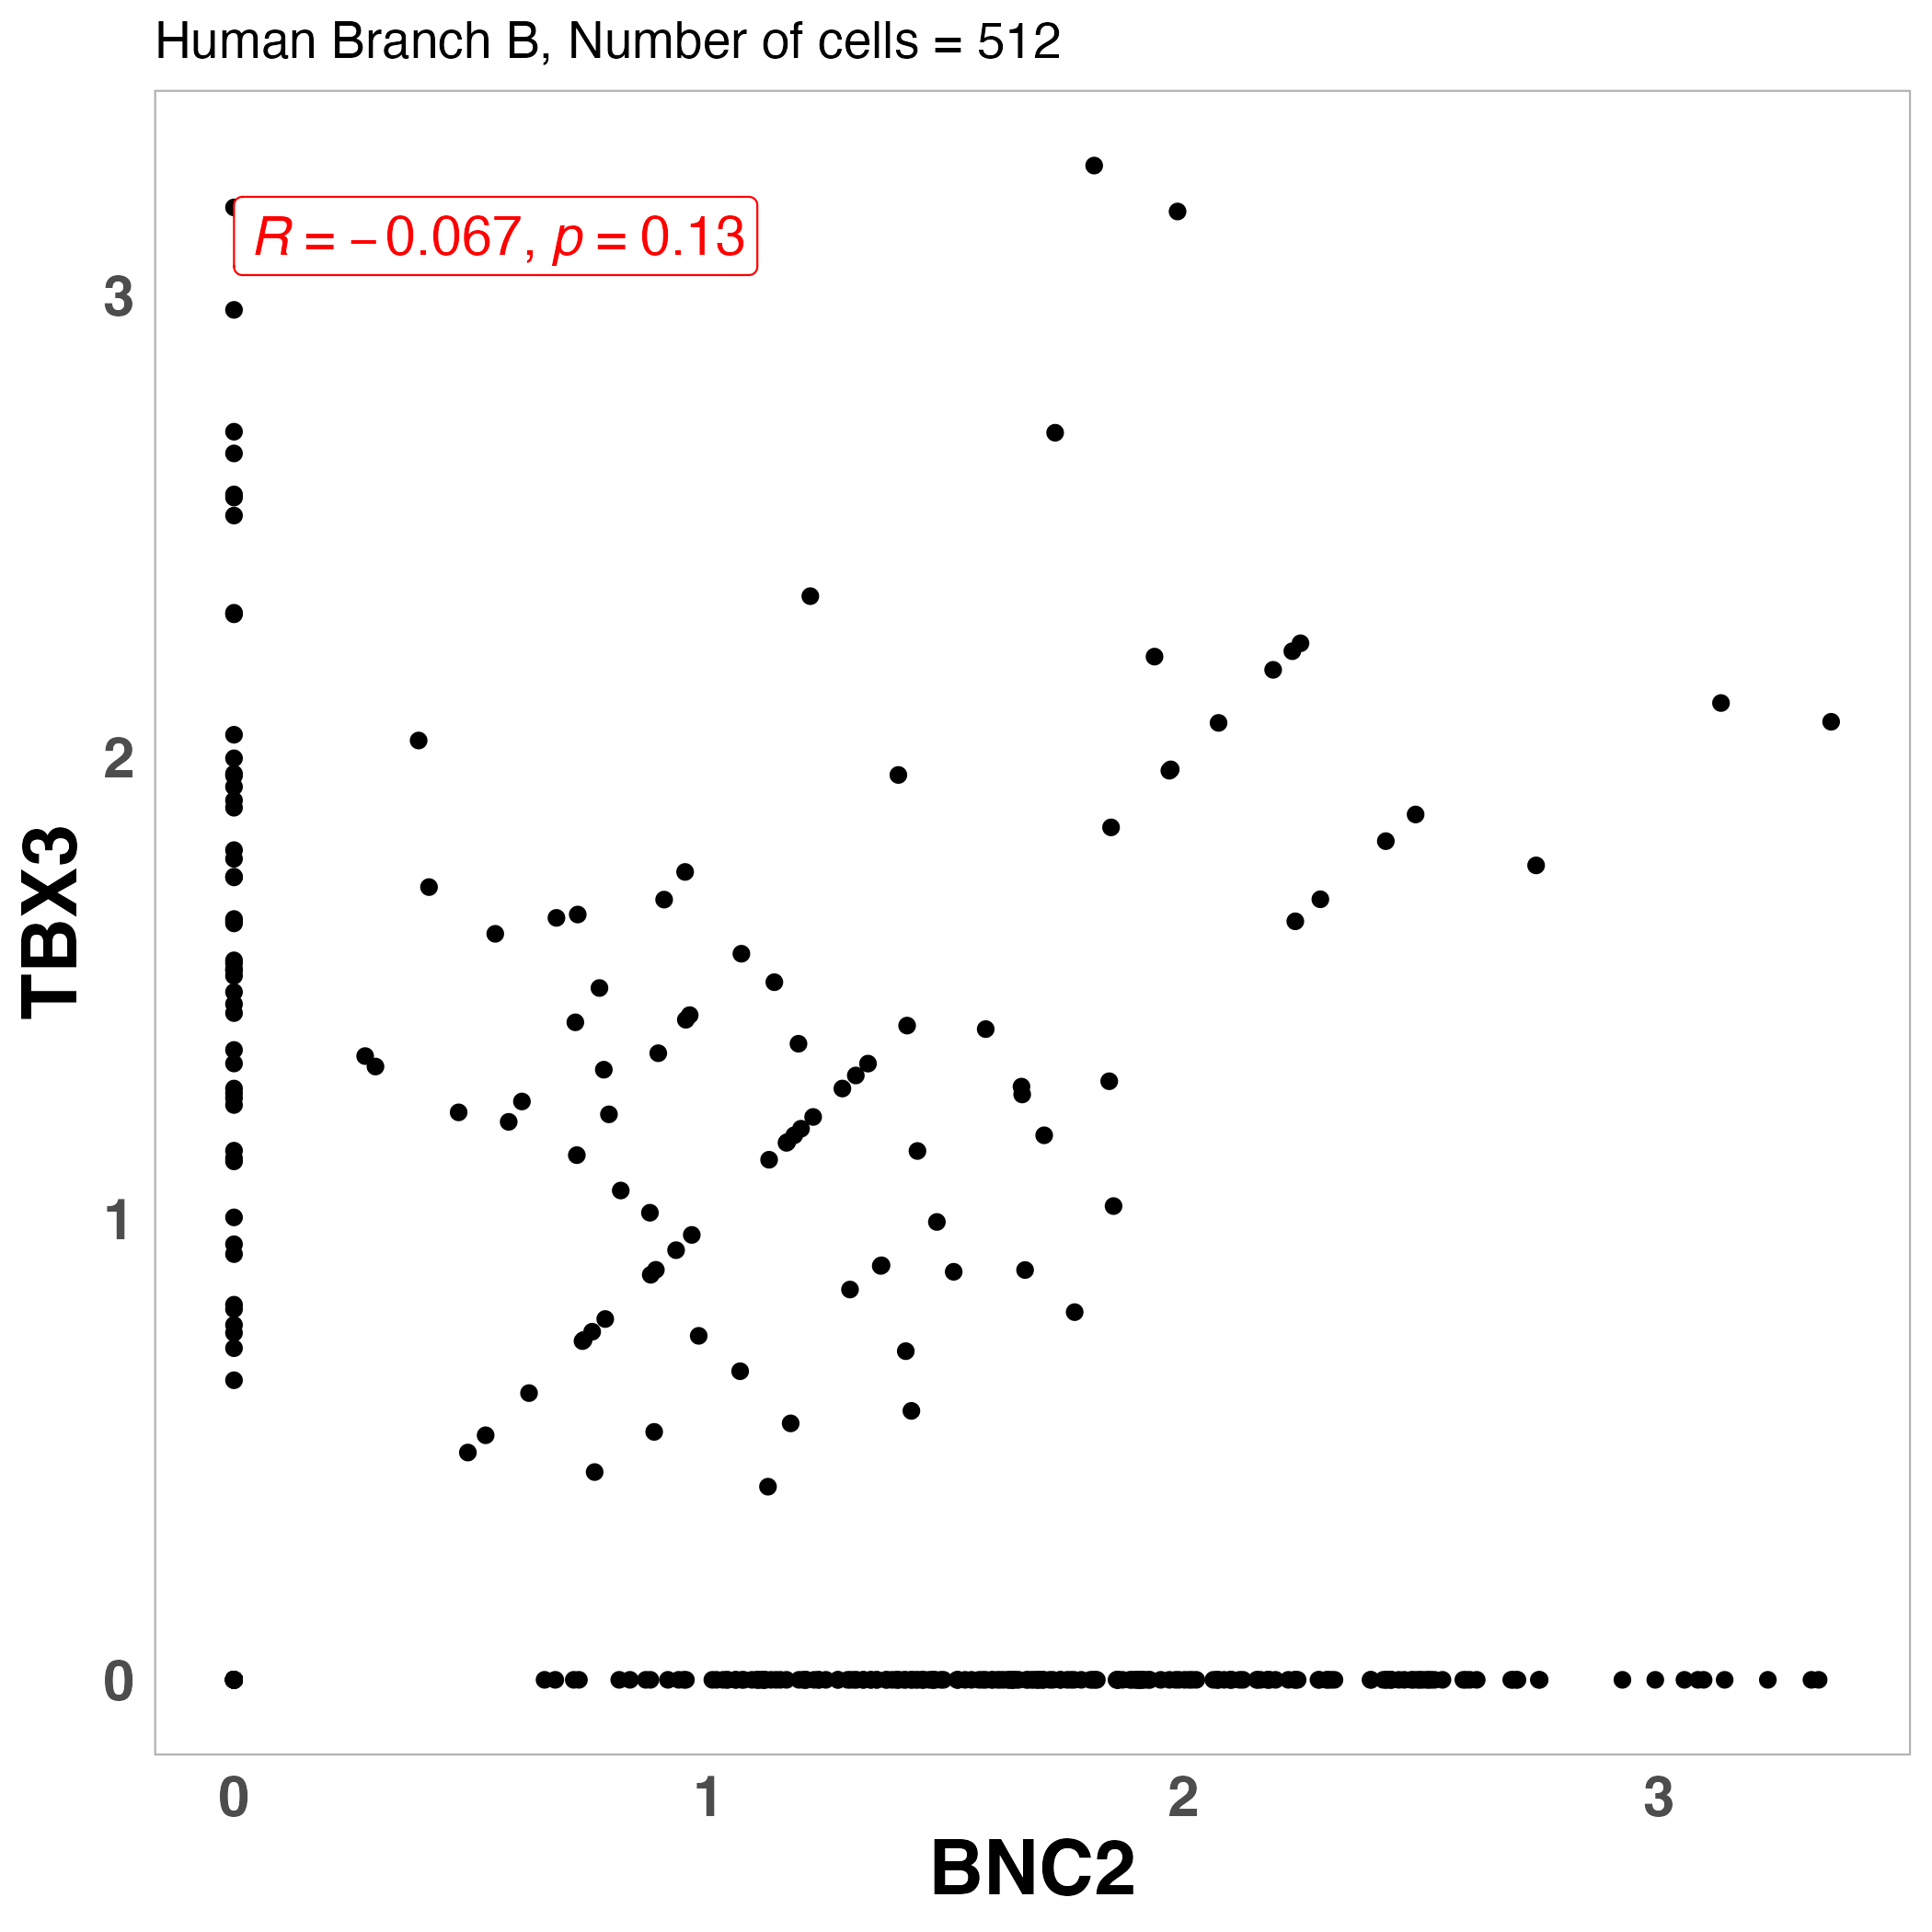 Human Branch B, Number of cells = 512
R = −0.067, p = 0.13
3
2
1
0
TBX3
0 1 2 3
BNC2